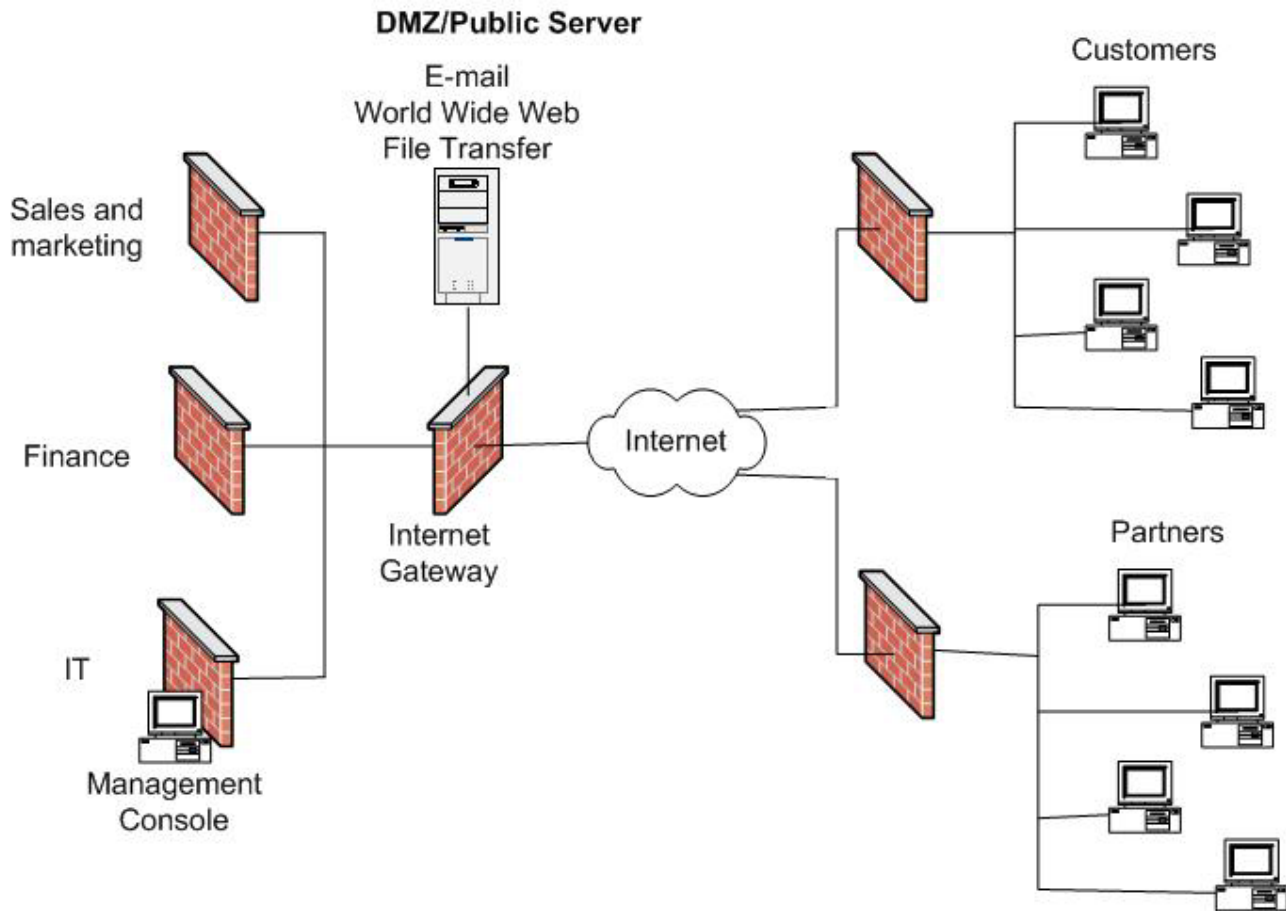 DMZ/Public Server
E-mail
World Wide Web
File Transfer
Customers
Sales and
marketing
Finance
Internet
Gateway
Internet
IT
Management
Console
Partners